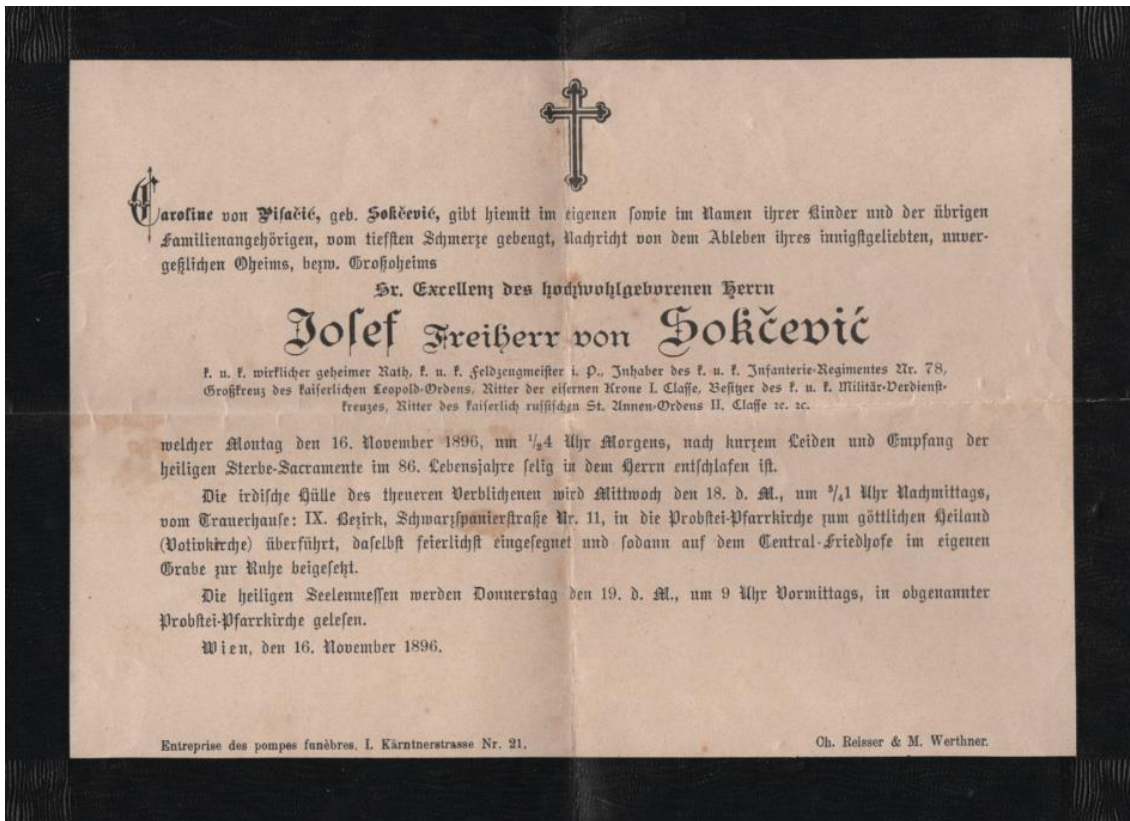 Caroline von Pisačić, geb. Sokčević, gibt hiemit im eigenen sowie im Namen ihrer Kinder und der übrigen
Familienangehörigen, vom tiefsten Schmerze gebeugt, Nachricht von dem Ableben ihres innigstgeliebten, unver-
geßlichen Oheims, bezw. Großoheims
Sr. Excellenz des hochwohlgeborenen Herrn
Josef Freiherr von Sokčević
k. u. k. wirklicher geheimer Rath, k. u. k. Feldzeugmeister i. P., Inhaber des k. u. k. Infanterie-Regimentes Nr. 78,
Großkreuz des kaiserlichen Leopold-Ordens, Ritter der eisernen Krone I. Classe, Besitzer des k. u. k. Militär-Verdienst-
kreuzes, Ritter des kaiserlich russischen St. Annen-Ordens II. Classe ꝛc. ꝛc.
welcher Montag den 16. November 1896, um 1/24 Uhr Morgens, nach kurzem Leiden und Empfang der
heiligen Sterbe-Sacramente im 86. Lebensjahre selig in dem Herrn entschlafen ist.
Die irdische Hülle des theueren Verblichenen wird Mittwoch den 18. d. M., um 3/41 Uhr Nachmittags,
vom Trauerhause: IX. Bezirk, Schwarzspanierstraße Nr. 11, in die Probstei-Pfarrkirche zum göttlichen Heiland
(Votivkirche) überführt, daselbst feierlichst eingesegnet und sodann auf dem Central-Friedhofe im eigenen
Grabe zur Ruhe beigesetzt.
Die heiligen Seelenmessen werden Donnerstag den 19. d. M., um 9 Uhr Vormittags, in obgenannter
Probstei-Pfarrkirche gelesen.
Wien, den 16. November 1896.
Entreprise des pompes funèbres, I. Kärntnerstrasse Nr. 21.
Ch. Reisser & M. Werthner.